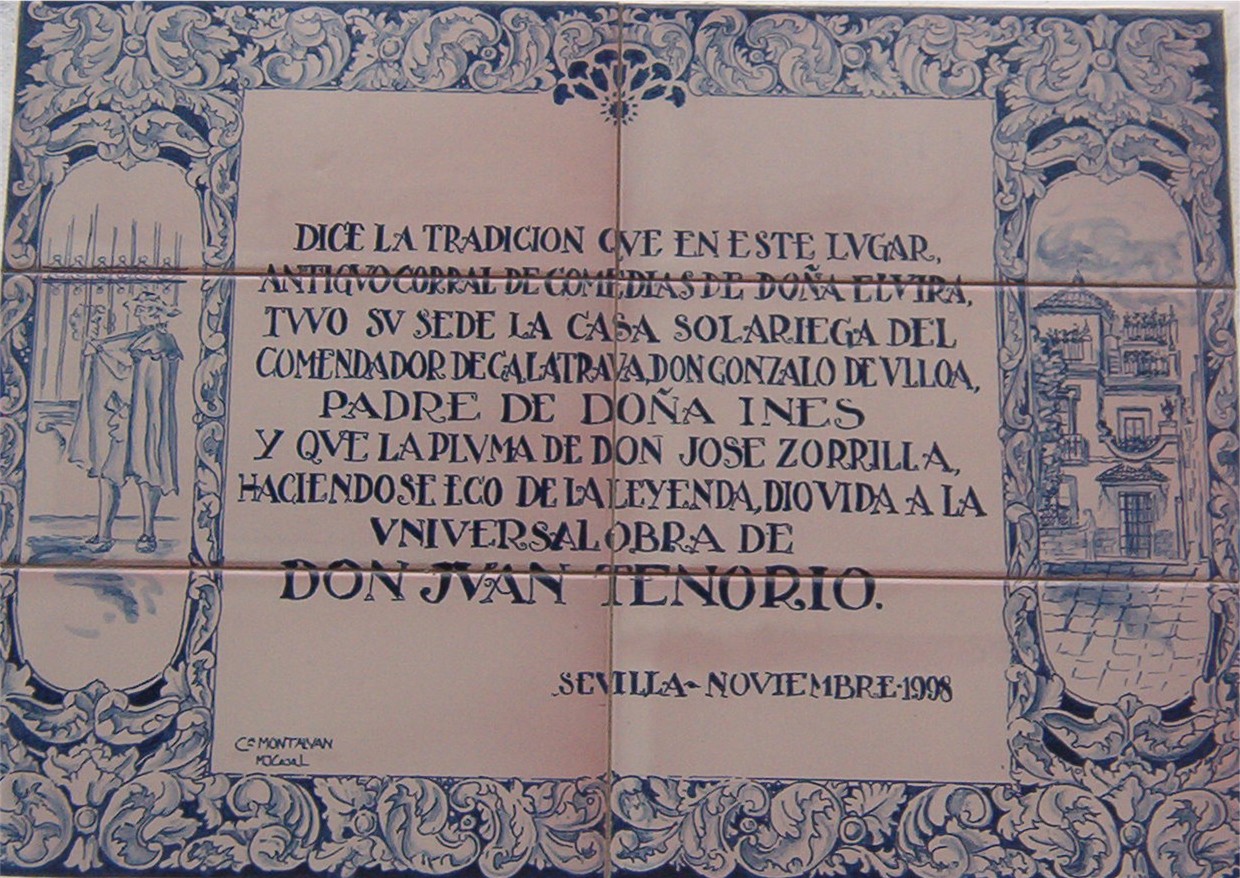 DICE LA TRADICION QVE EN ESTE LVGAR,
ANTIGVO CORRAL DE COMEDIAS DE DOÑA ELVIRA,
TVVO SV SEDE LA CASA SOLARIEGA DEL
COMENDADOR DE CALATRAVA, DON GONZALO DE VLLOA,
PADRE DE DOÑA INES
Y QVE LA PLVMA DE DON JOSE ZORRILLA,
HACIENDOSE ECO DE LA LEYENDA, DIO VIDA A LA
VNIVERSAL OBRA DE
DON JVAN TENORIO.
SEVILLA - NOVIEMBRE - 1998
Cª MONTALVAN